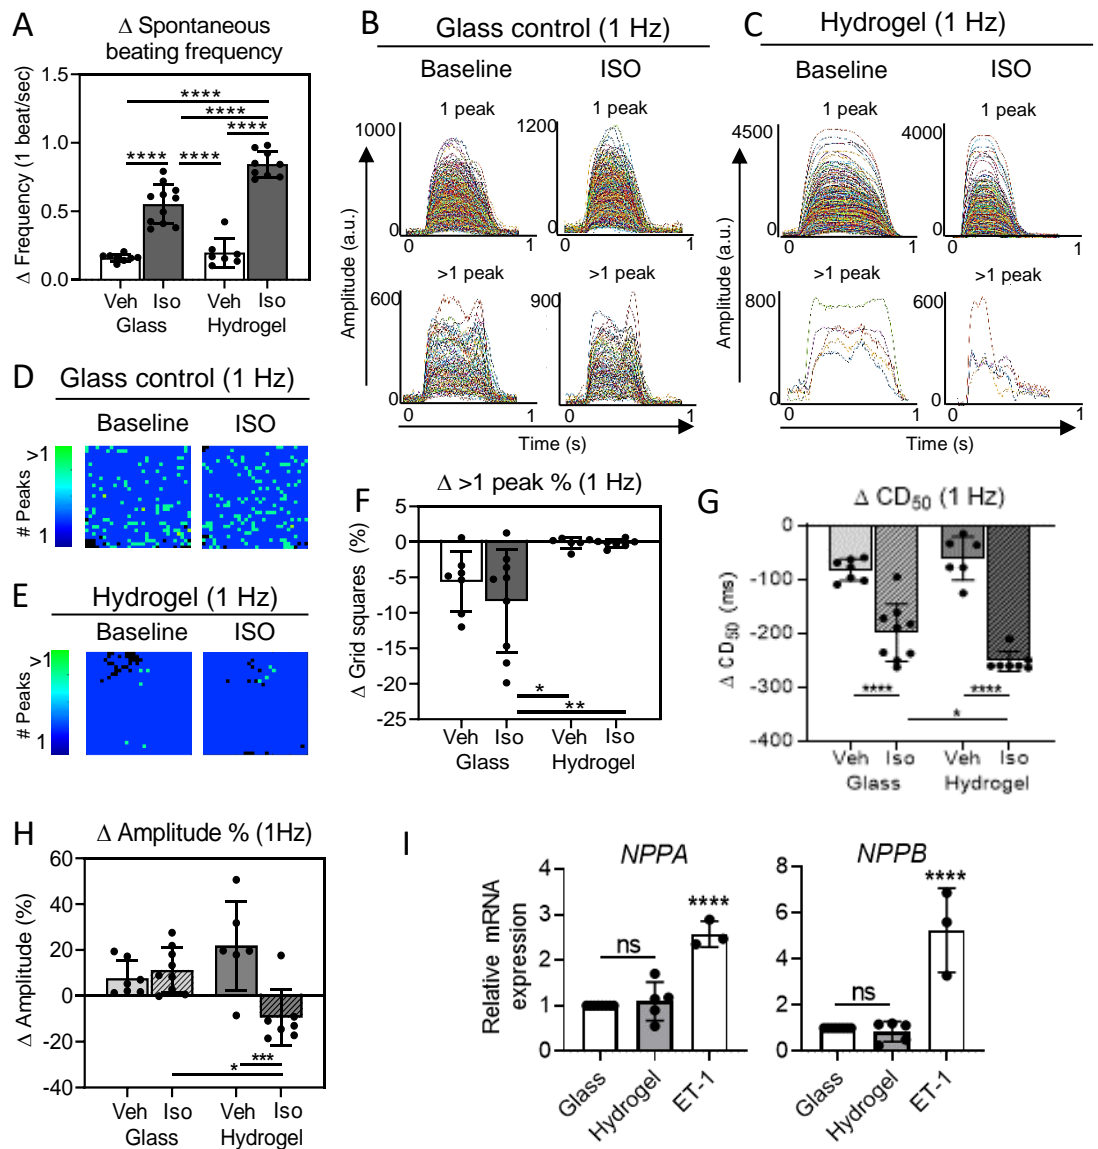 A
Δ Spontaneous
beating frequency
Δ Frequency (1 beat/sec)
1.5
1.0
0.5
0.0
****
****
****
****
****
Veh Iso Veh Iso
Glass Hydrogel
B
Glass control (1 Hz)
Baseline ISO
1 peak 1 peak
1000 1200
0 0
0 1 0 1
>1 peak >1 peak
600 900
0 0
0 1 0 1
Amplitude (a.u.)
Time (s)
C
Hydrogel (1 Hz)
Baseline ISO
1 peak 1 peak
4500 4000
0 0
0 1 0 1
>1 peak >1 peak
800 600
0 0
0 1 0 1
Amplitude (a.u.)
Time (s)
D
Glass control (1 Hz)
Baseline ISO
# Peaks
>1
1
E
Hydrogel (1 Hz)
Baseline ISO
# Peaks
>1
1
F
Δ >1 peak % (1 Hz)
Δ Grid squares (%)
5
0
-5
-10
-15
-20
-25
*
**
Veh Iso Veh Iso
Glass Hydrogel
G
Δ CD50 (1 Hz)
Δ CD50 (ms)
0
-100
-200
-300
-400
**** ****
*
Veh Iso Veh Iso
Glass Hydrogel
H
Δ Amplitude % (1Hz)
Δ Amplitude (%)
60
40
20
0
-20
-40
***
*
Veh Iso Veh Iso
Glass Hydrogel
I
NPPA
Relative mRNA
expression
4
3
2
1
0
ns
****
Glass
Hydrogel
ET-1
NPPB
8
6
4
2
0
ns
****
Glass
Hydrogel
ET-1